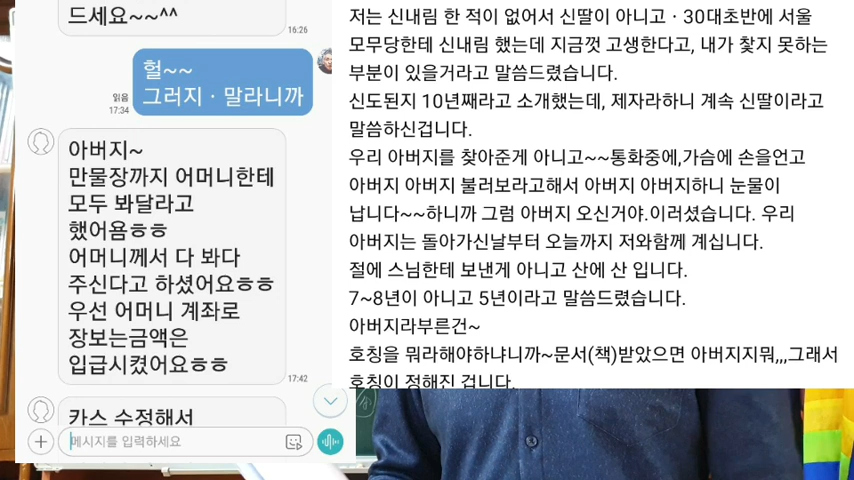 드세요~~^^
16:26
헐~~
그러지 · 말라니까
읽음
17:34
아버지~
만물장까지 어머니한테
모두 봐달라고
했어욤ㅎㅎ
어머니께서 다 봐다
주신다고 하셨어요ㅎㅎ
우선 어머니 계좌로
장보는금액은
입급시켰어요ㅎㅎ
17:42
카스 수정해서
메시지를 입력하세요
저는 신내림 한 적이 없어서 신딸이 아니고 · 30대초반에 서울
모무당한테 신내림 했는데 지금껏 고생한다고, 내가 찿지 못하는
부분이 있을거라고 말씀드렸습니다.
신도된지 10년째라고 소개했는데, 제자라하니 계속 신딸이라고
말씀하신겁니다.
우리 아버지를 찾아준게 아니고~~통화중에,가슴에 손을언고
아버지 아버지 불러보라고해서 아버지 아버지하니 눈물이
납니다~~하니까 그럼 아버지 오신거야.이러셨습니다. 우리
아버지는 돌아가신날부터 오늘까지 저와함께 계십니다.
절에 스님한테 보낸게 아니고 산에 산 입니다.
7~8년이 아니고 5년이라고 말씀드렸습니다.
아버지라부른건~
호칭을 뭐라해야하냐니까~문서(책)받았으면 아버지지뭐,,,그래서
호칭이 정해진 겁니다.